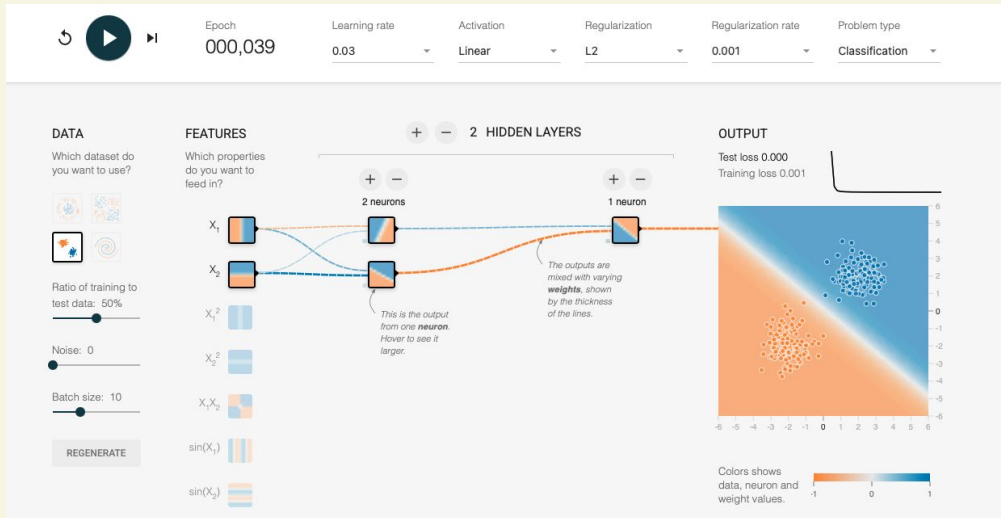 Epoch
000,039
Learning rate
0.03
Activation
Linear
Regularization
L2
Regularization rate
0.001
Problem type
Classification
DATA
Which dataset do
you want to use?
Ratio of training to
test data: 50%
Noise: 0
Batch size: 10
REGENERATE
FEATURES
Which properties
do you want to
feed in?
X₁
X₂
X₁²
X₂²
X₁X₂
sin(X₁)
sin(X₂)
+ − 2 HIDDEN LAYERS
+ −
2 neurons
+ −
1 neuron
This is the output
from one neuron.
Hover to see it
larger.
The outputs are
mixed with varying
weights, shown
by the thickness
of the lines.
OUTPUT
Test loss 0.000
Training loss 0.001
6
5
4
3
2
1
0
-1
-2
-3
-4
-5
-6
-6 -5 -4 -3 -2 -1 0 1 2 3 4 5 6
Colors shows
data, neuron and
weight values.
-1 0 1